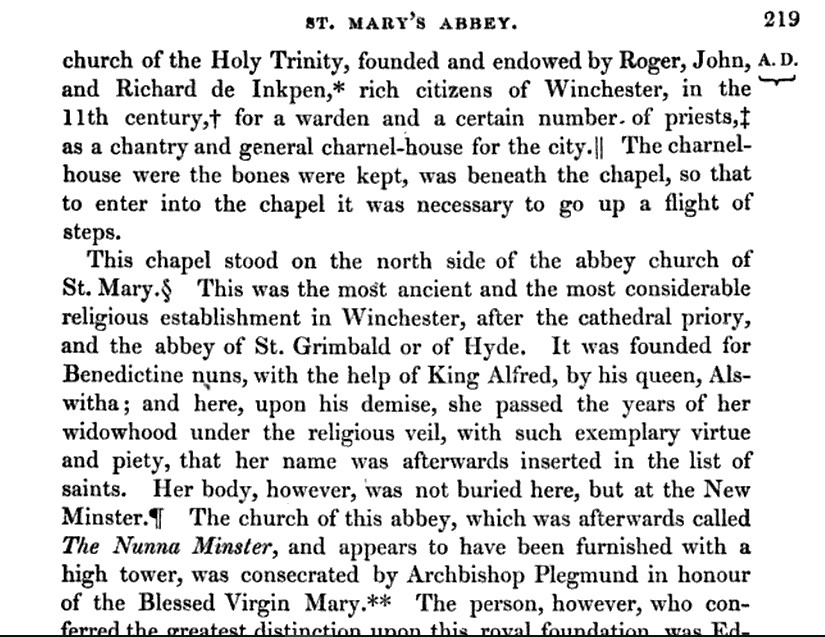 ST. MARY'S ABBEY. 219
church of the Holy Trinity, founded and endowed by Roger, John, A. D.
and Richard de Inkpen,* rich citizens of Winchester, in the
11th century,† for a warden and a certain number of priests,‡
as a chantry and general charnel-house for the city.|| The charnel-
house were the bones were kept, was beneath the chapel, so that
to enter into the chapel it was necessary to go up a flight of
steps.
This chapel stood on the north side of the abbey church of
St. Mary.§ This was the most ancient and the most considerable
religious establishment in Winchester, after the cathedral priory,
and the abbey of St. Grimbald or of Hyde. It was founded for
Benedictine nuns, with the help of King Alfred, by his queen, Als-
witha; and here, upon his demise, she passed the years of her
widowhood under the religious veil, with such exemplary virtue
and piety, that her name was afterwards inserted in the list of
saints. Her body, however, was not buried here, but at the New
Minster.¶ The church of this abbey, which was afterwards called
The Nunna Minster, and appears to have been furnished with a
high tower, was consecrated by Archbishop Plegmund in honour
of the Blessed Virgin Mary.** The person, however, who con-
ferred the greatest distinction upon this royal foundation, was Ed-